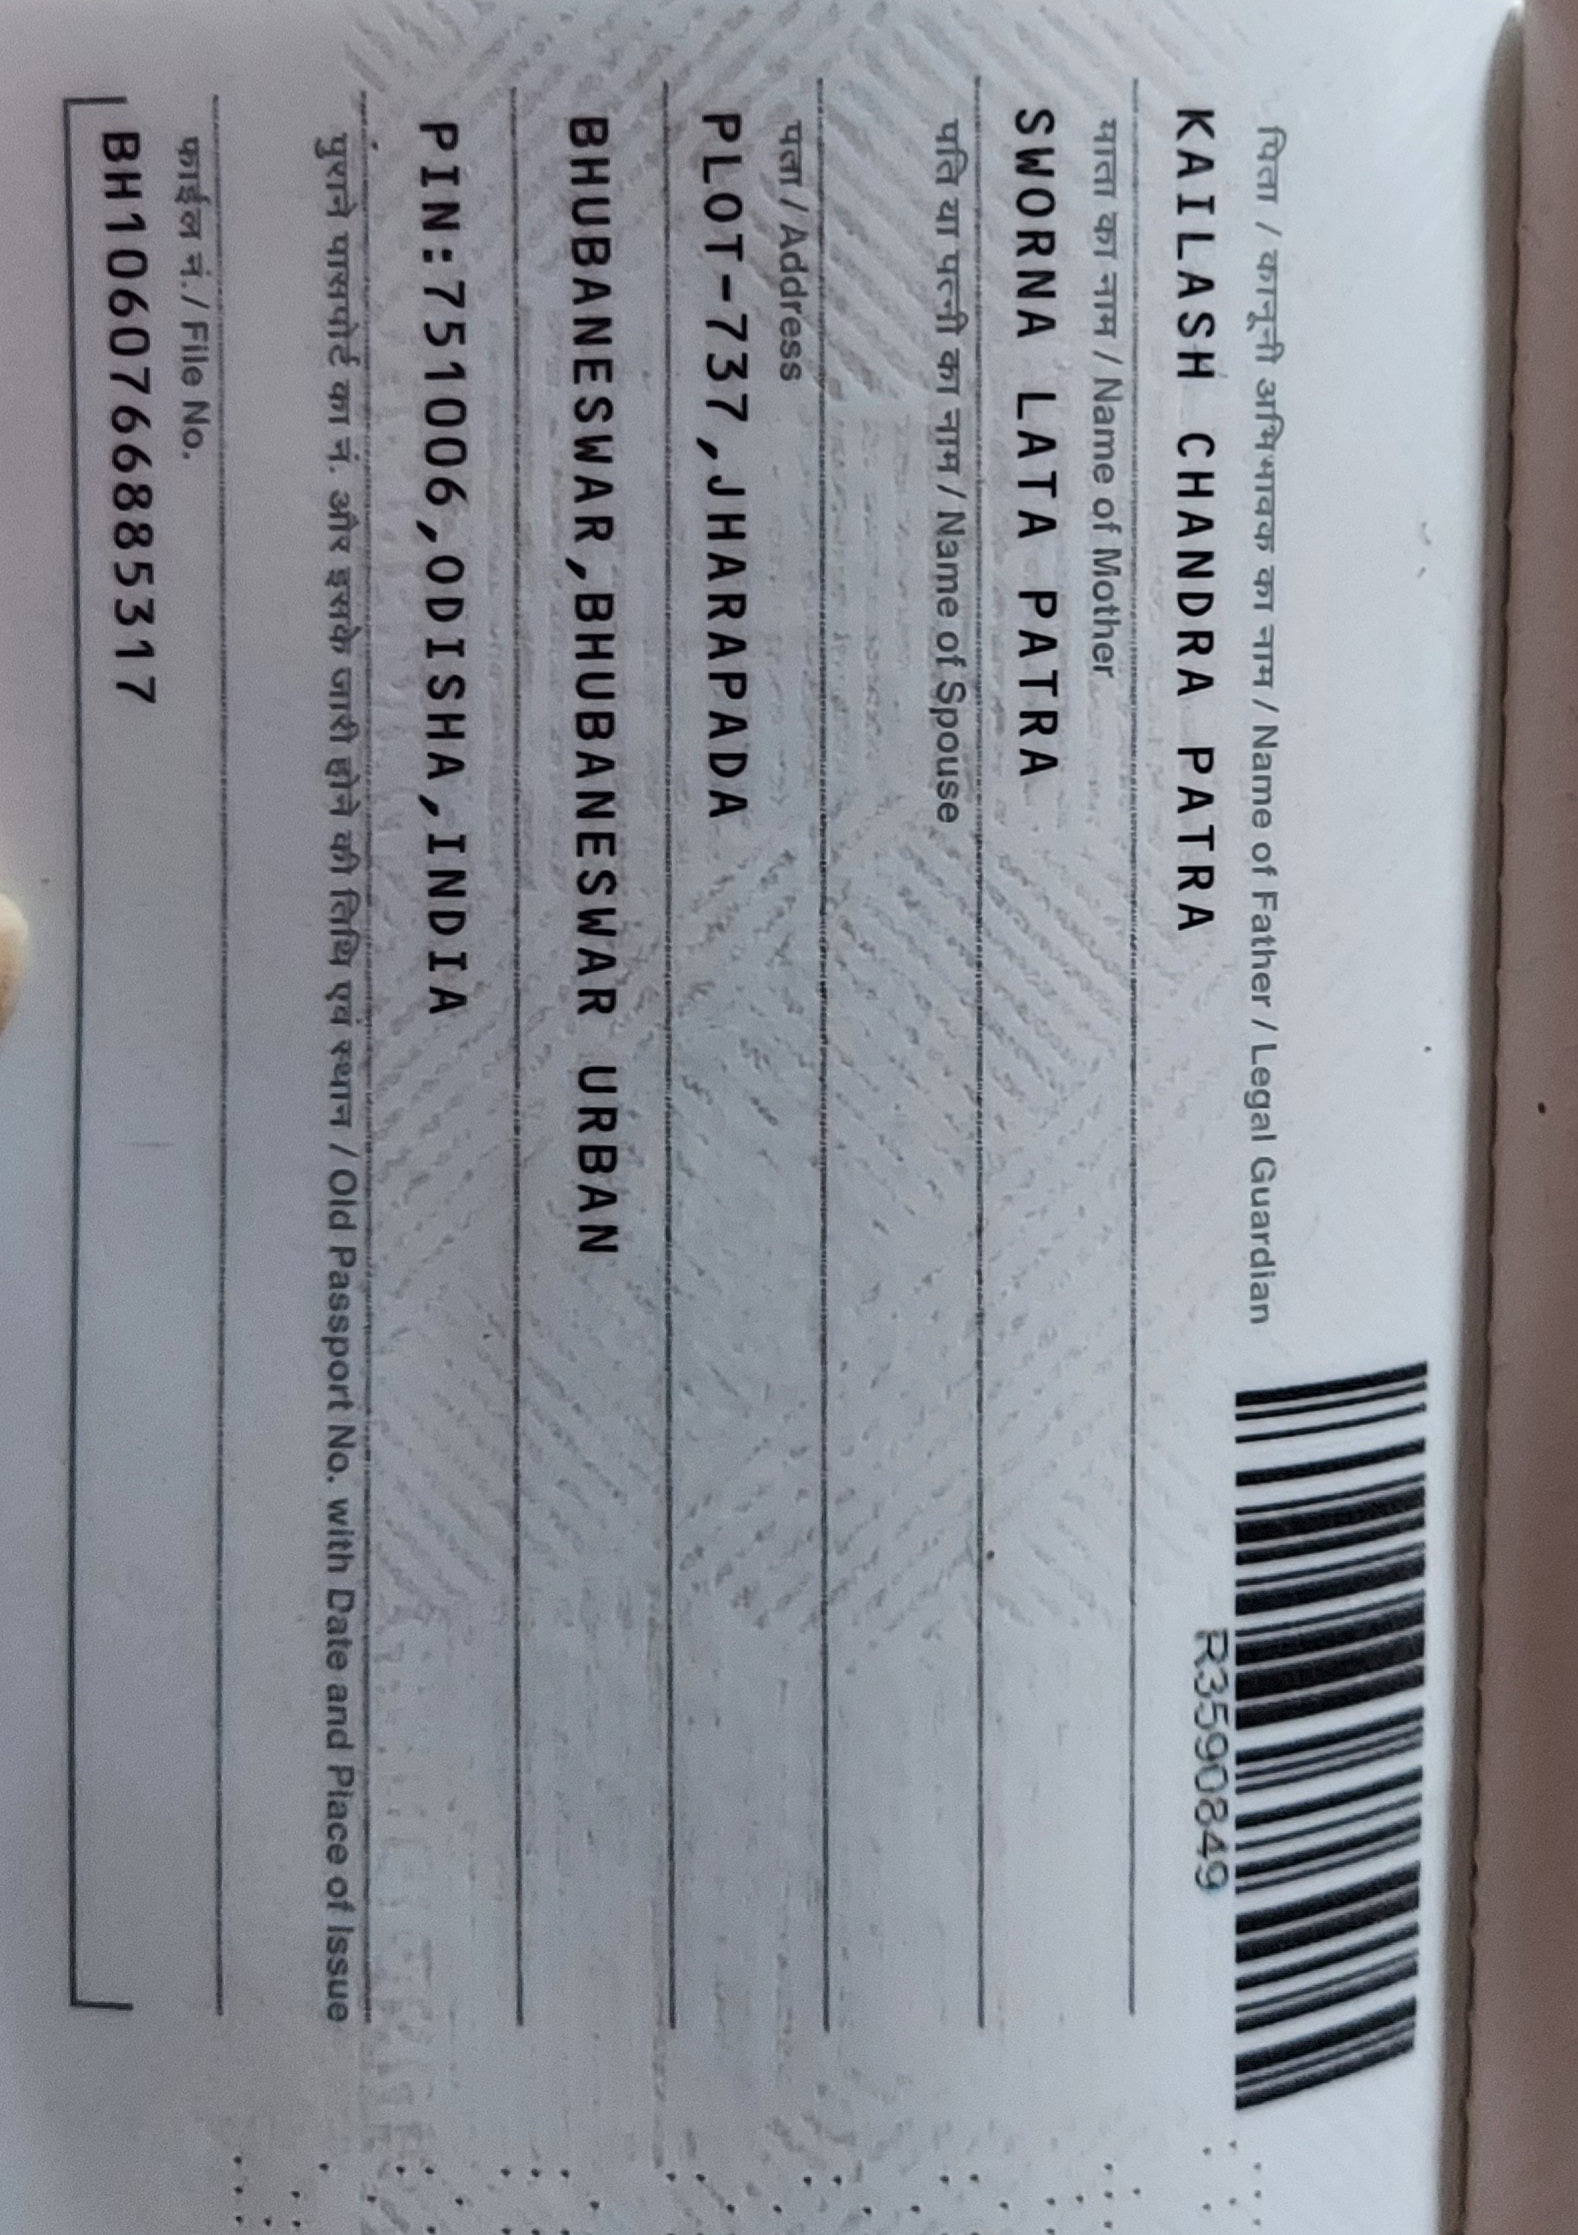 पिता / कानूनी अभिभावक का नाम / Name of Father / Legal Guardian
R3590849
KAILASH CHANDRA PATRA
माता का नाम / Name of Mother
SWORNA LATA PATRA
पति या पत्नी का नाम / Name of Spouse
पता / Address
PLOT-737,JHARAPADA
BHUBANESWAR,BHUBANESWAR URBAN
PIN:751006,ODISHA,INDIA
पुराने पासपोर्ट का नं. और इसके जारी होने की तिथि एवं स्थान / Old Passport No. with Date and Place of Issue
फाईल नं. / File No.
BH1060766885317